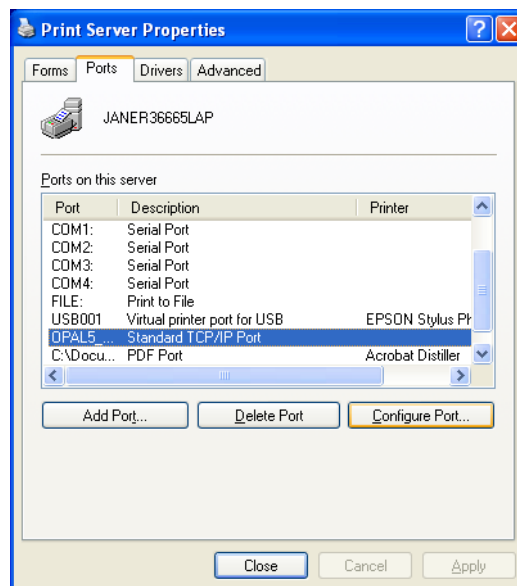 Print Server Properties
Forms Ports Drivers Advanced
JANER36665LAP
Ports on this server
Port Description Printer
COM1: Serial Port
COM2: Serial Port
COM3: Serial Port
COM4: Serial Port
FILE: Print to File
USB001 Virtual printer port for USB EPSON Stylus Ph
OPAL5_... Standard TCP/IP Port
C:\Docu... PDF Port Acrobat Distiller
Add Port... Delete Port Configure Port...
Close Cancel Apply